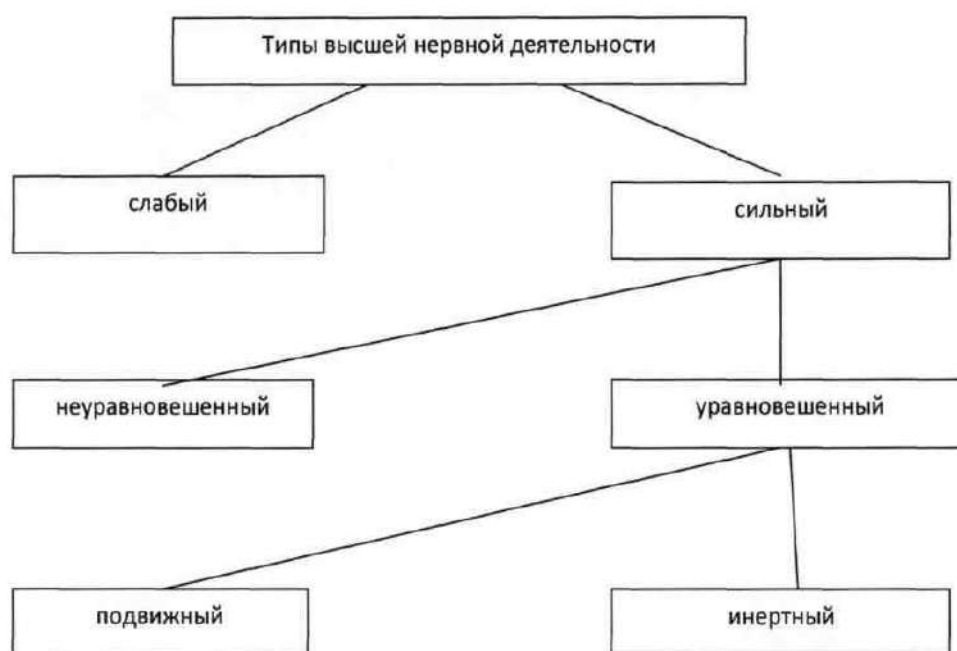 Типы высшей нервной деятельности
слабый
сильный
неуравновешенный
уравновешенный
подвижный
инертный